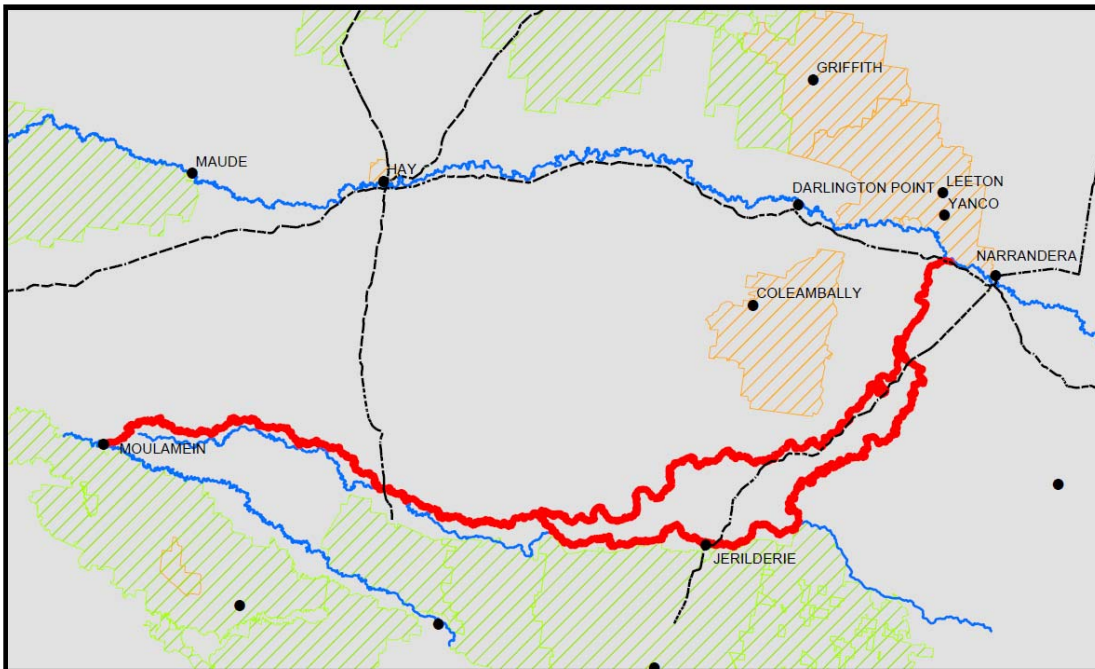 GRIFFITH
MAUDE
HAY
DARLINGTON POINT
LEETON
YANCO
NARRANDERA
COLEAMBALLY
MOULAMEIN
JERILDERIE